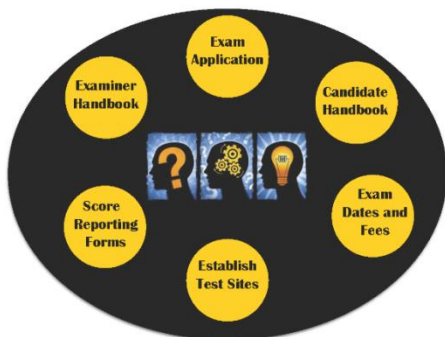 Exam
Application
Examiner
Handbook
Candidate
Handbook
?
Score
Reporting
Forms
Exam
Dates and
Fees
Establish
Test Sites